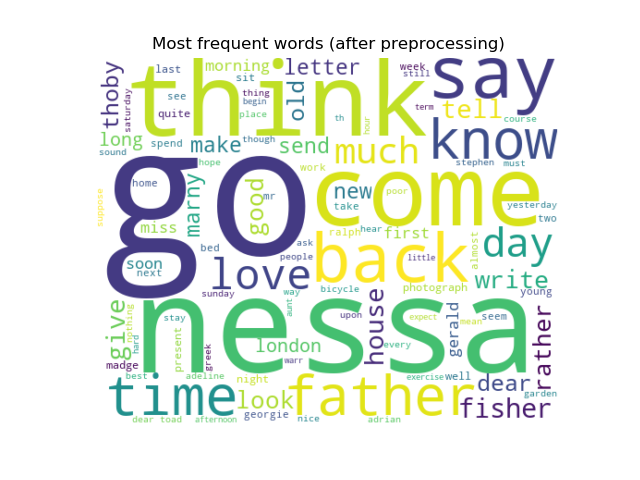 Most frequent words (after preprocessing)
last
morning
sit
letter
week
still
say
thoby
saturday
see
quite
thing
begin
place
old
think
tell
term
course
know
long
sound
spend
make
though
send
th
hour
much
work
stephen
must
hope
suppose
home
go
good
mr
new
take
poor
come
yesterday
two
marny
miss
ralph
hear
first
almost
day
soon
next
bed
love
ask
people
back
little
write
sunday
way
aunt
bicycle
photograph
young
give
nothing
hard
stay
nessa
upon
house
expect
gerald
mean
seem
rather
present
greek
london
warr
every
madge
best
adeline
night
exercise
well
dear
garden
time
look
father
fisher
dear toad
afternoon
georgie
nice
adrian